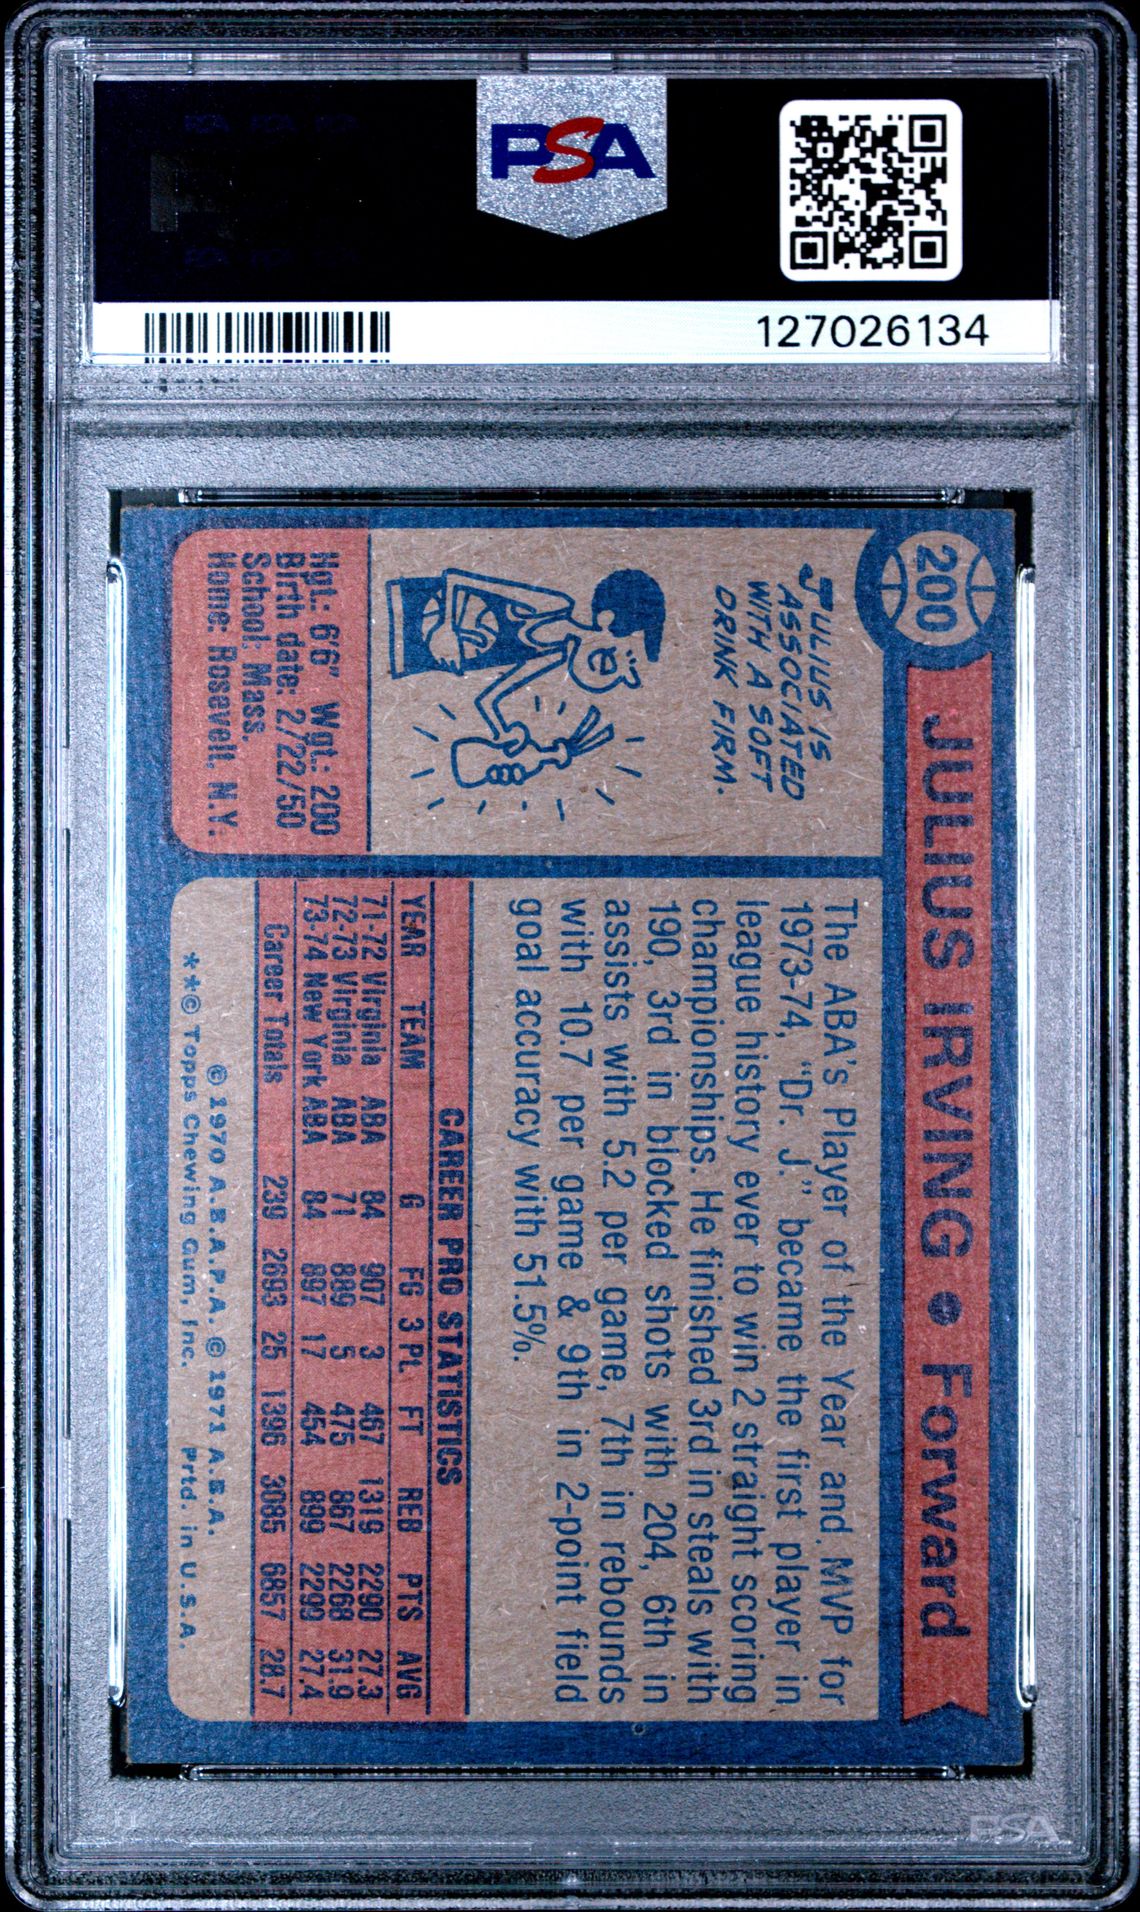 PSA
127026134
200
JULIUS IRVING • Forward
JULIUS IS
ASSOCIATED
WITH A SOFT
DRINK FIRM.
Hgt.: 6'6" Wgt.: 200
Birth date: 2/22/50
School: Mass.
Home: Rosevelt, N.Y.
The ABA's Player of the Year and MVP for
1973-74, "Dr. J." became the first player in
league history ever to win 2 straight scoring
championships. He finished 3rd in steals with
190, 3rd in blocked shots with 204, 6th in
assists with 5.2 per game, 7th in rebounds
with 10.7 per game & 9th in 2-point field
goal accuracy with 51.5%.
CAREER PRO STATISTICS
YEAR TEAM G FG 3 Pt. FT REB PTS AVG
71-72 Virginia ABA 84 907 3 467 1319 2290 27.3
72-73 Virginia ABA 71 889 5 475 867 2268 31.9
73-74 New York ABA 84 897 17 454 899 2299 27.4
Career Totals 239 2693 25 1396 3085 6857 28.7
© 1970 A.B.A.P.A. © 1971 A.B.A.
**© Topps Chewing Gum, Inc. Prtd. in U.S.A.
PSA